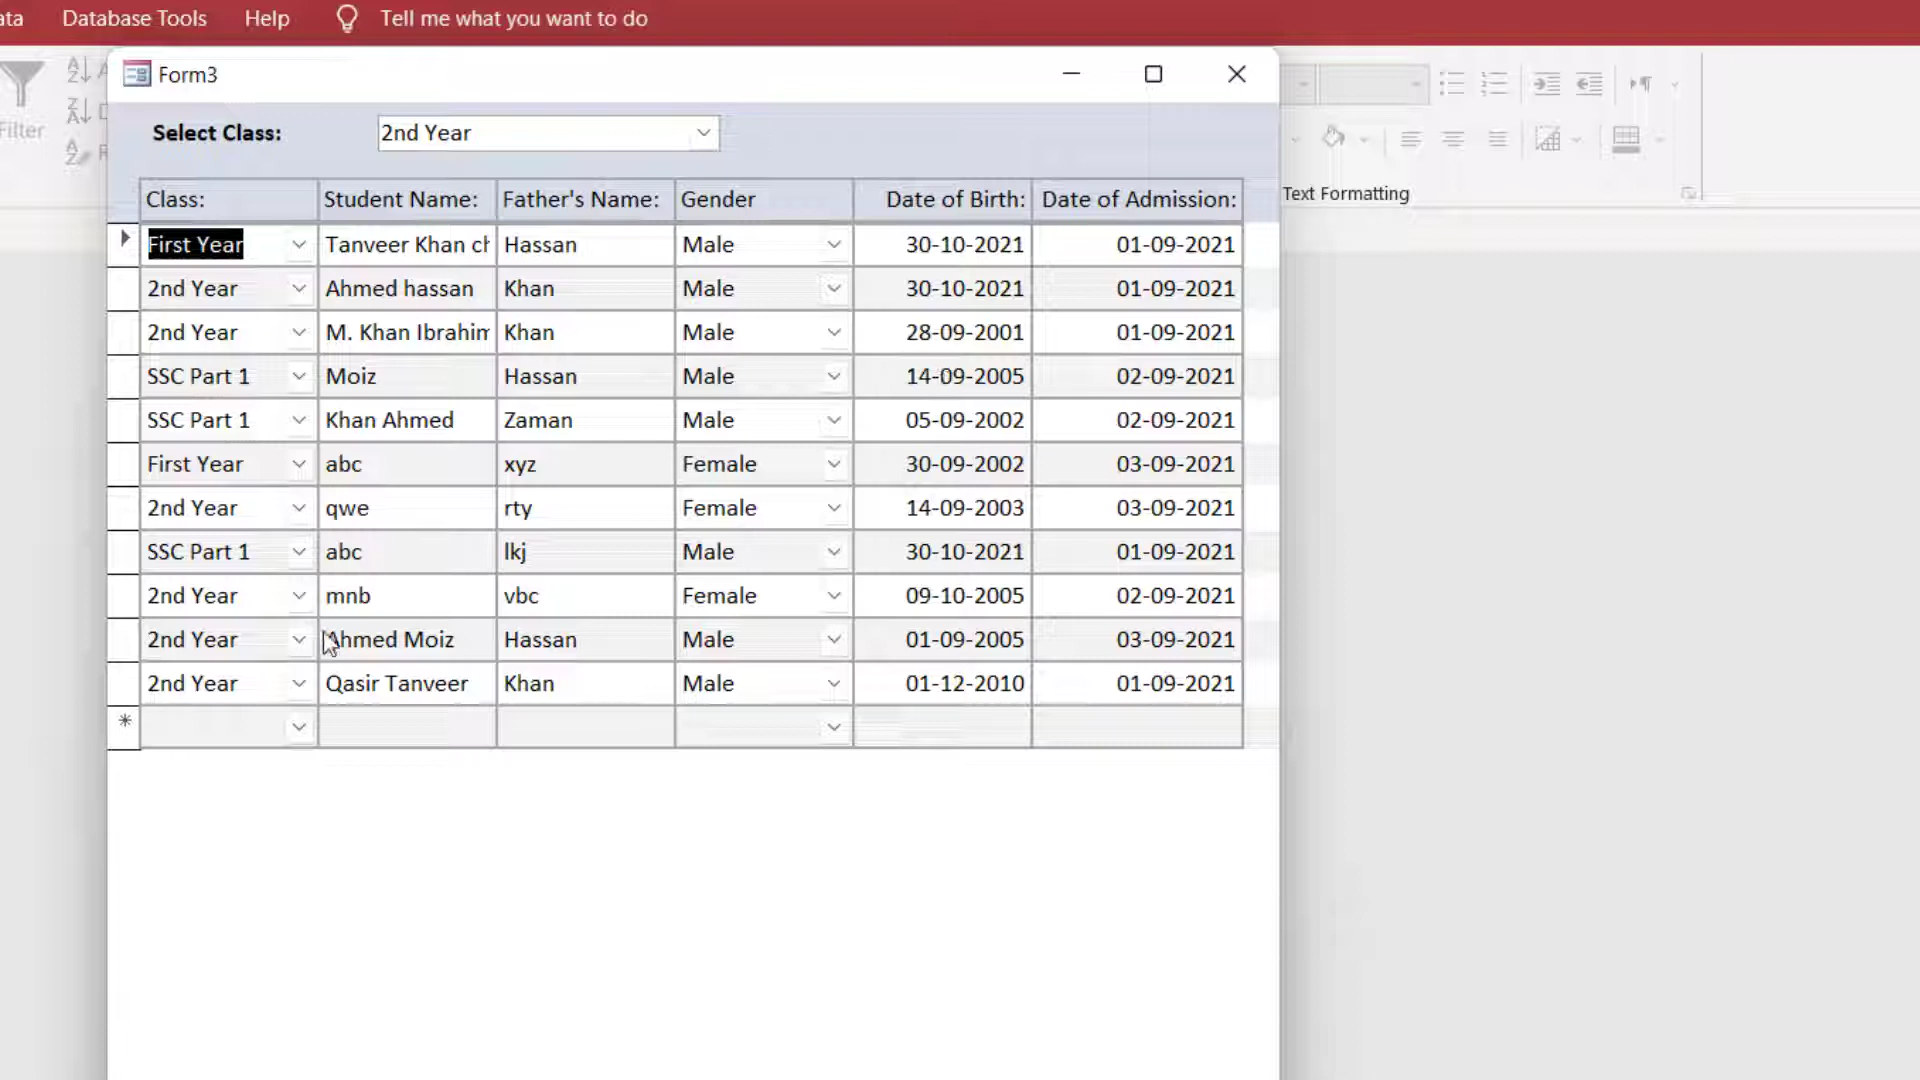 ata Database Tools Help Tell me what you want to do
Form3
Filter
Select Class: 2nd Year
Text Formatting
Class: Student Name: Father's Name: Gender Date of Birth: Date of Admission:
First Year Tanveer Khan ch Hassan Male 30-10-2021 01-09-2021
2nd Year Ahmed hassan Khan Male 30-10-2021 01-09-2021
2nd Year M. Khan Ibrahim Khan Male 28-09-2001 01-09-2021
SSC Part 1 Moiz Hassan Male 14-09-2005 02-09-2021
SSC Part 1 Khan Ahmed Zaman Male 05-09-2002 02-09-2021
First Year abc xyz Female 30-09-2002 03-09-2021
2nd Year qwe rty Female 14-09-2003 03-09-2021
SSC Part 1 abc lkj Male 30-10-2021 01-09-2021
2nd Year mnb vbc Female 09-10-2005 02-09-2021
2nd Year Ahmed Moiz Hassan Male 01-09-2005 03-09-2021
2nd Year Qasir Tanveer Khan Male 01-12-2010 01-09-2021